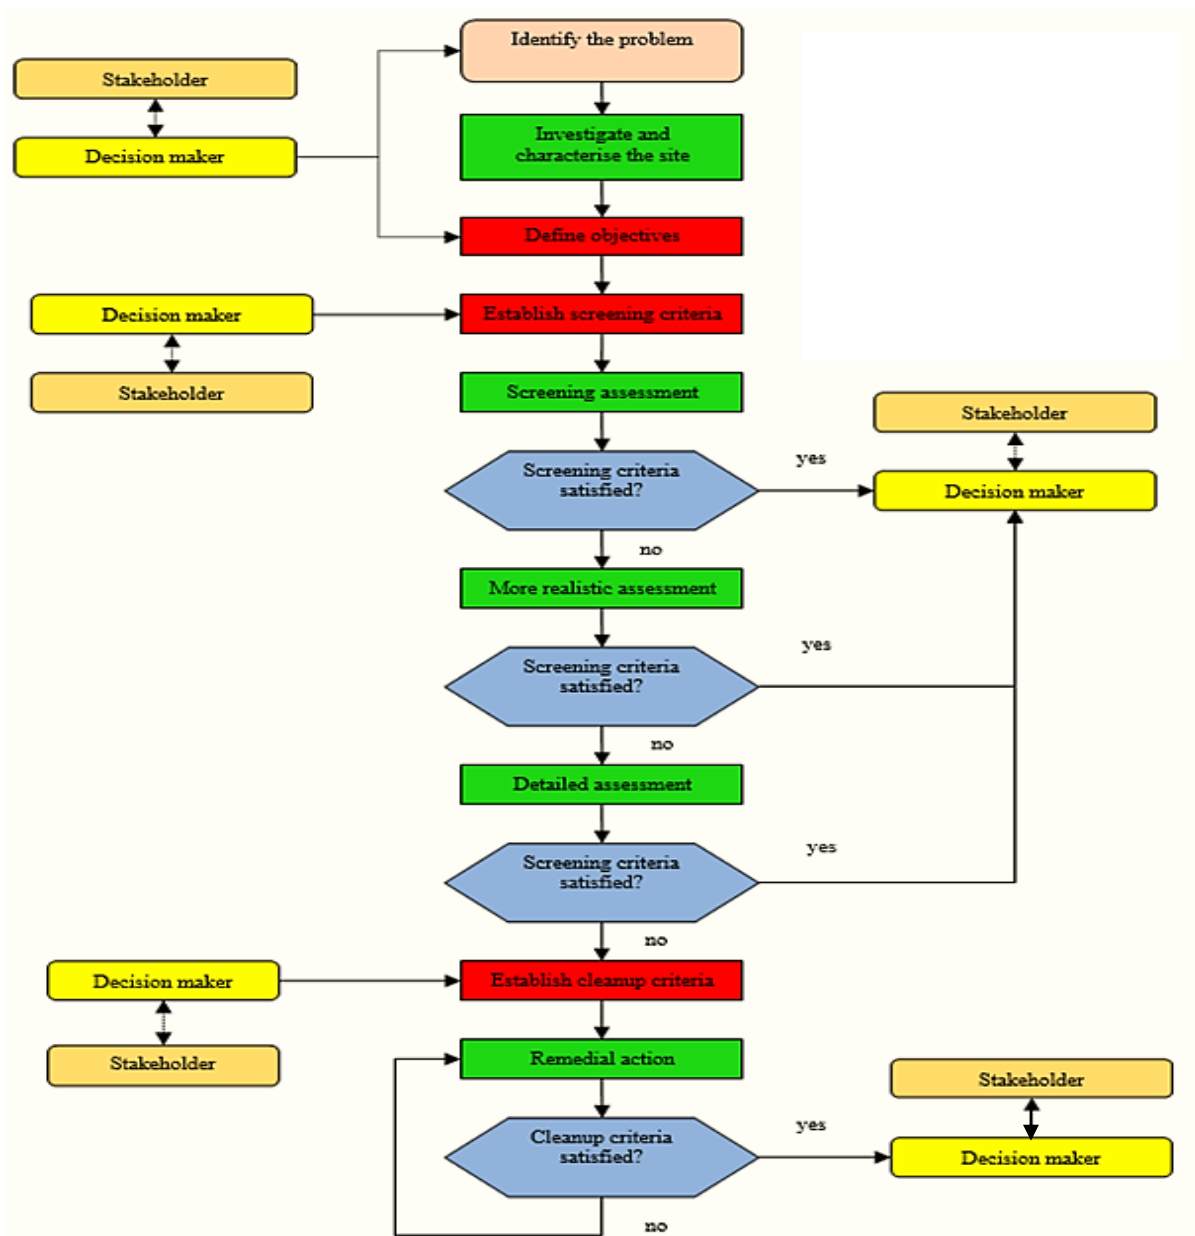 Identify the problem
Stakeholder
Decision maker
Investigate and
characterise the site
Define objectives
Decision maker
Establish screening criteria
Stakeholder
Screening assessment
Stakeholder
Screening criteria
satisfied?
yes
Decision maker
no
More realistic assessment
Screening criteria
satisfied?
yes
no
Detailed assessment
Screening criteria
satisfied?
yes
no
Decision maker
Establish cleanup criteria
Stakeholder
Remedial action
Stakeholder
Cleanup criteria
satisfied?
yes
Decision maker
no